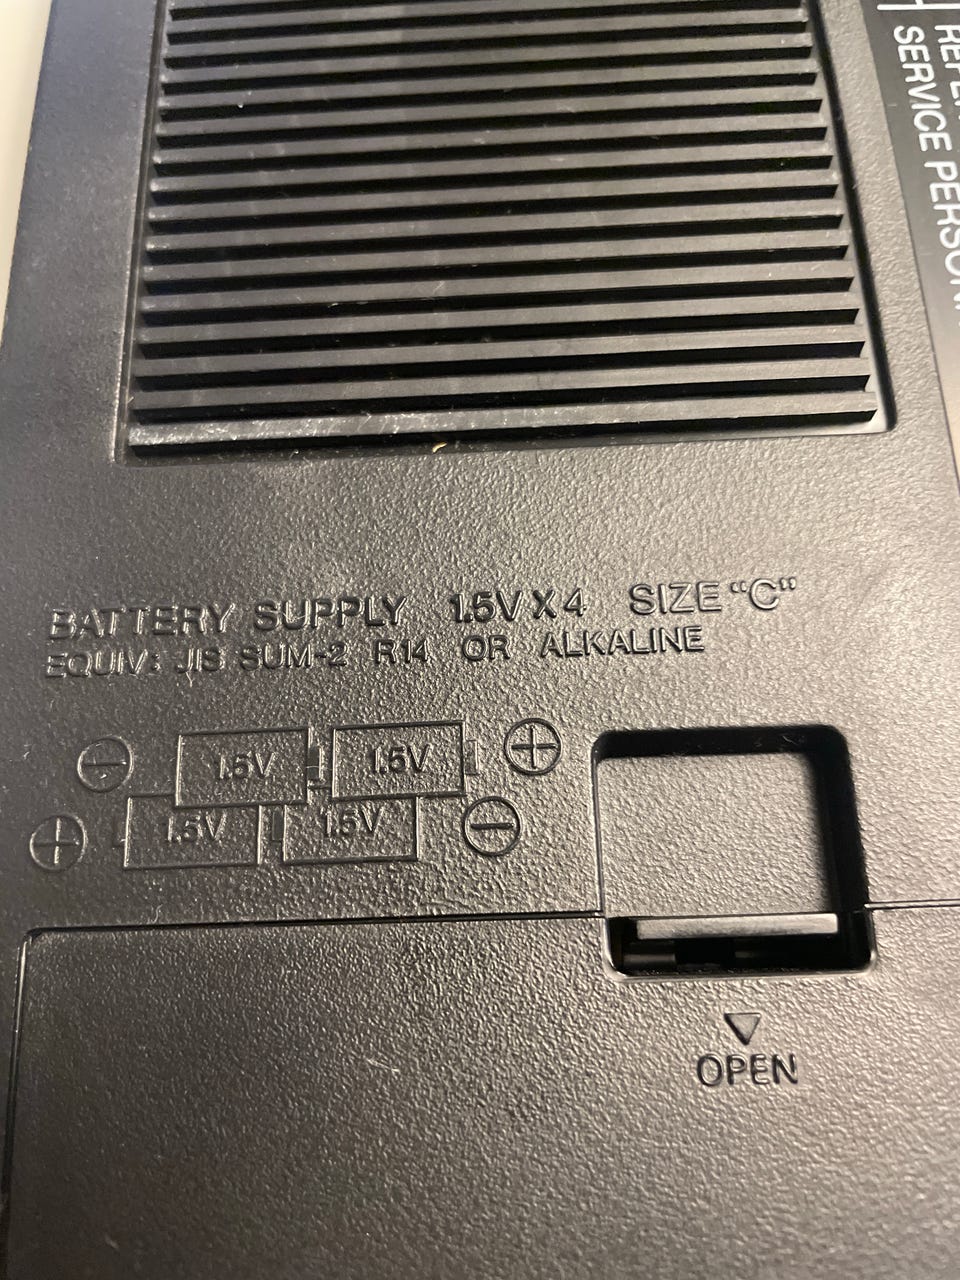 SERVICE
BATTERY SUPPLY 1.5V X 4 SIZE "C"
EQUIV: JIS SUM-2 R14 OR ALKALINE
⊖ 1.5V 1.5V ⊕
⊕ 1.5V 1.5V ⊖
OPEN